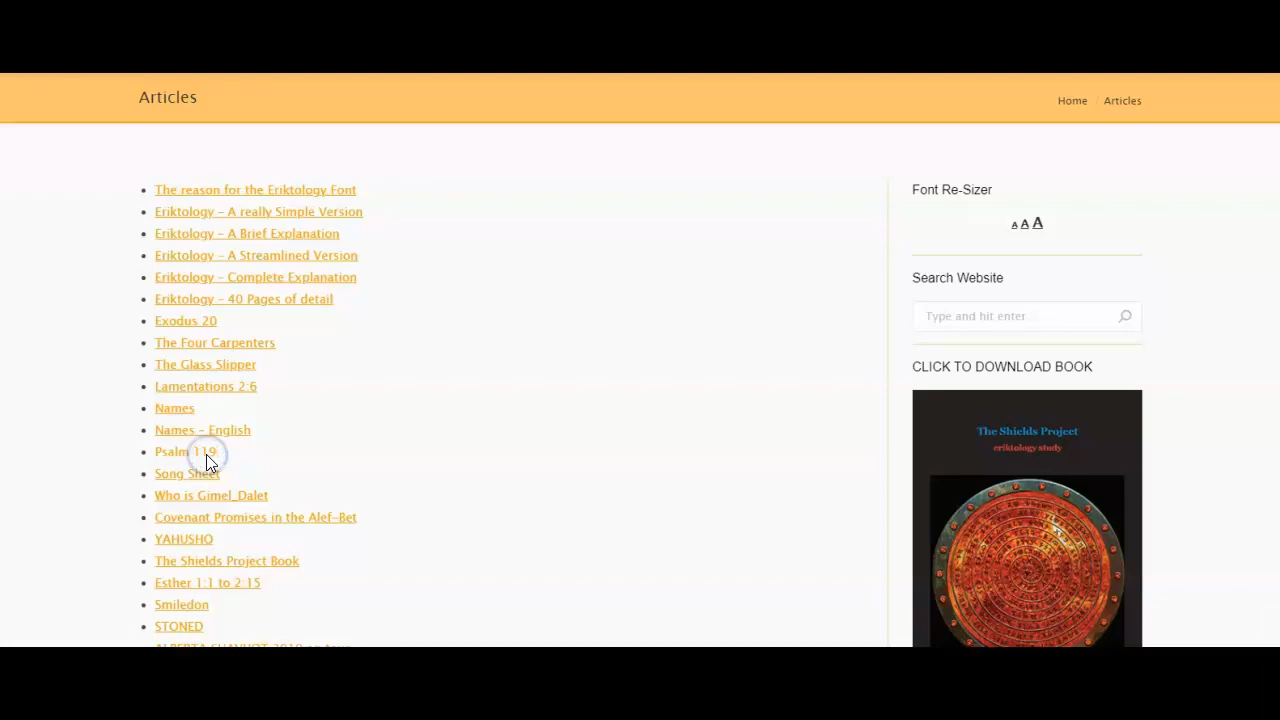 Articles
Home / Articles
The reason for the Eriktology Font
Eriktology – A really Simple Version
Eriktology – A Brief Explanation
Eriktology – A Streamlined Version
Eriktology – Complete Explanation
Eriktology – 40 Pages of detail
Exodus 20
The Four Carpenters
The Glass Slipper
Lamentations 2:6
Names
Names – English
Psalm 119
Song Sheet
Who is Gimel_Dalet
Covenant Promises in the Alef-Bet
YAHUSHO
The Shields Project Book
Esther 1:1 to 2:15
Smiledon
STONED
Font Re-Sizer
A A A
Search Website
Type and hit enter …
CLICK TO DOWNLOAD BOOK
The Shields Project
eriktology study